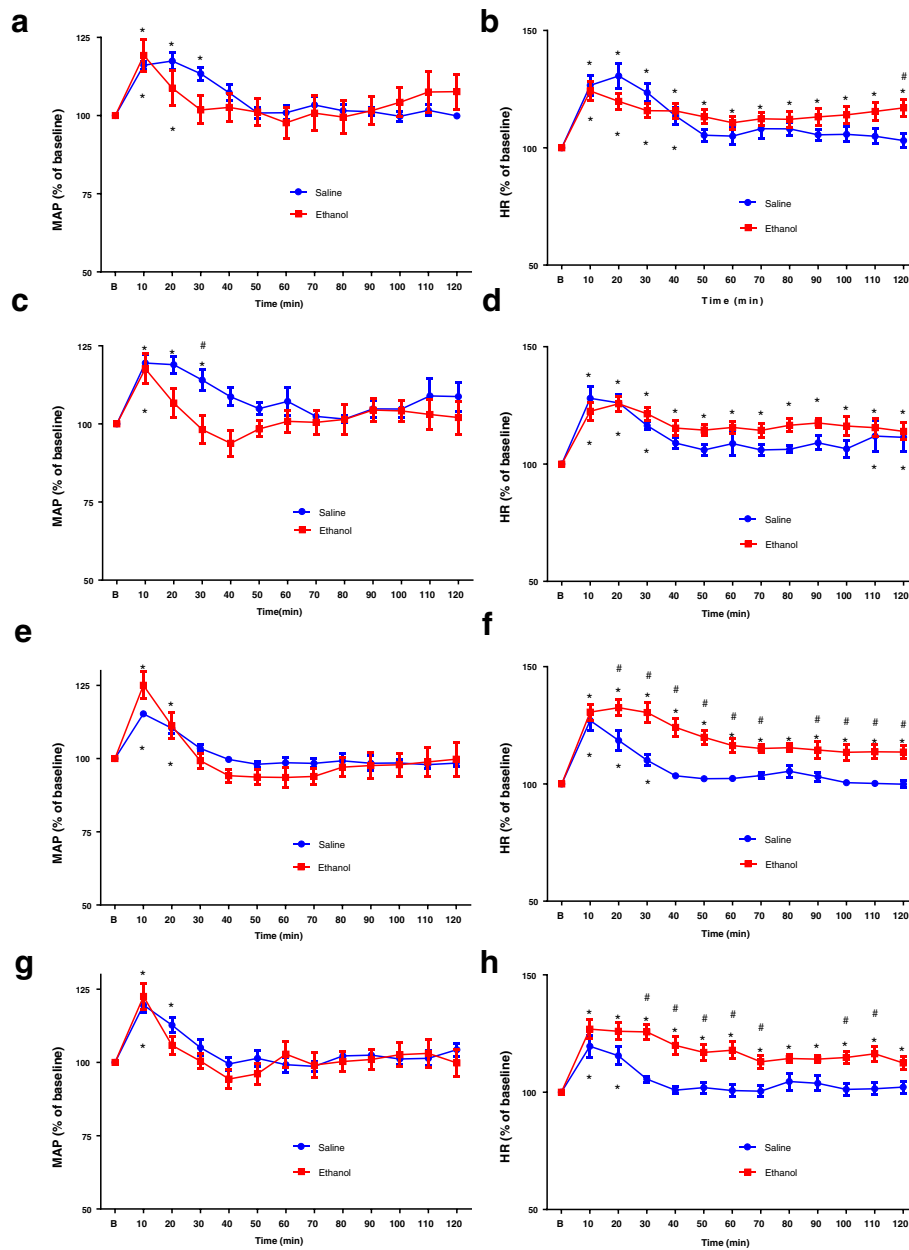 a
MAP (% of baseline)
125
100
75
50
* * *
* *
Saline
Ethanol
B 10 20 30 40 50 60 70 80 90 100 110 120
Time (min)
b
HR (% of baseline)
150
100
50
#
* * * * * * * * * * * *
* * * *
Saline
Ethanol
B 10 20 30 40 50 60 70 80 90 100 110 120
Time (min)
c
MAP (% of baseline)
125
100
75
50
#
* * *
*
Saline
Ethanol
B 10 20 30 40 50 60 70 80 90 100 110 120
Time(min)
d
HR (% of baseline)
150
100
50
* * * * * * * * * * * *
* * * * *
Saline
Ethanol
B 10 20 30 40 50 60 70 80 90 100 110 120
Time (min)
e
MAP (% of baseline)
125
100
75
50
* *
* *
Saline
Ethanol
B 10 20 30 40 50 60 70 80 90 100 110 120
Time (min)
f
HR (% of baseline)
150
100
50
# # # # # # # # # #
* * * * * * * * * * * *
* * *
Saline
Ethanol
B 10 20 30 40 50 60 70 80 90 100 110 120
Time (min)
g
MAP (% of baseline)
125
100
75
50
* *
*
Saline
Ethanol
B 10 20 30 40 50 60 70 80 90 100 110 120
Time (min)
h
HR (% of baseline)
150
100
50
# # # # # # #
* * * * * * * * * * * *
* *
Saline
Ethanol
B 10 20 30 40 50 60 70 80 90 100 110 120
Time (min)